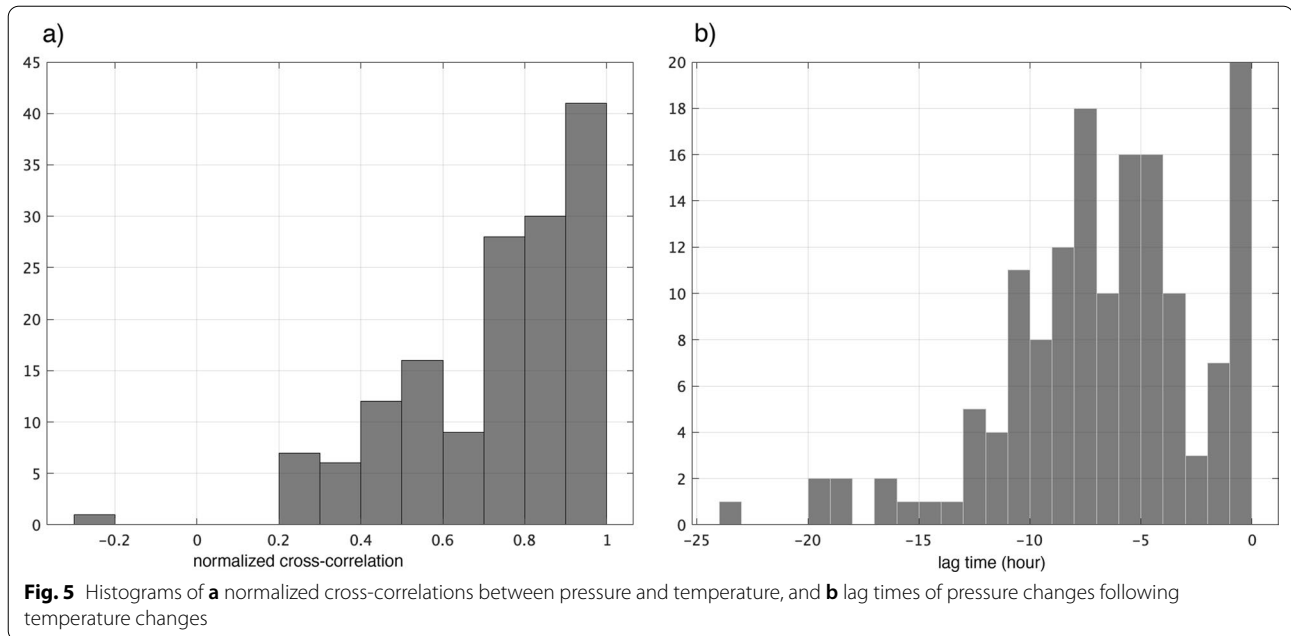 a)
45
40
35
30
25
20
15
10
5
0
−0.2 0 0.2 0.4 0.6 0.8 1
normalized cross-correlation
b)
20
18
16
14
12
10
8
6
4
2
0
−25 −20 −15 −10 −5 0
lag time (hour)
Fig. 5 Histograms of a normalized cross-correlations between pressure and temperature, and b lag times of pressure changes following
temperature changes